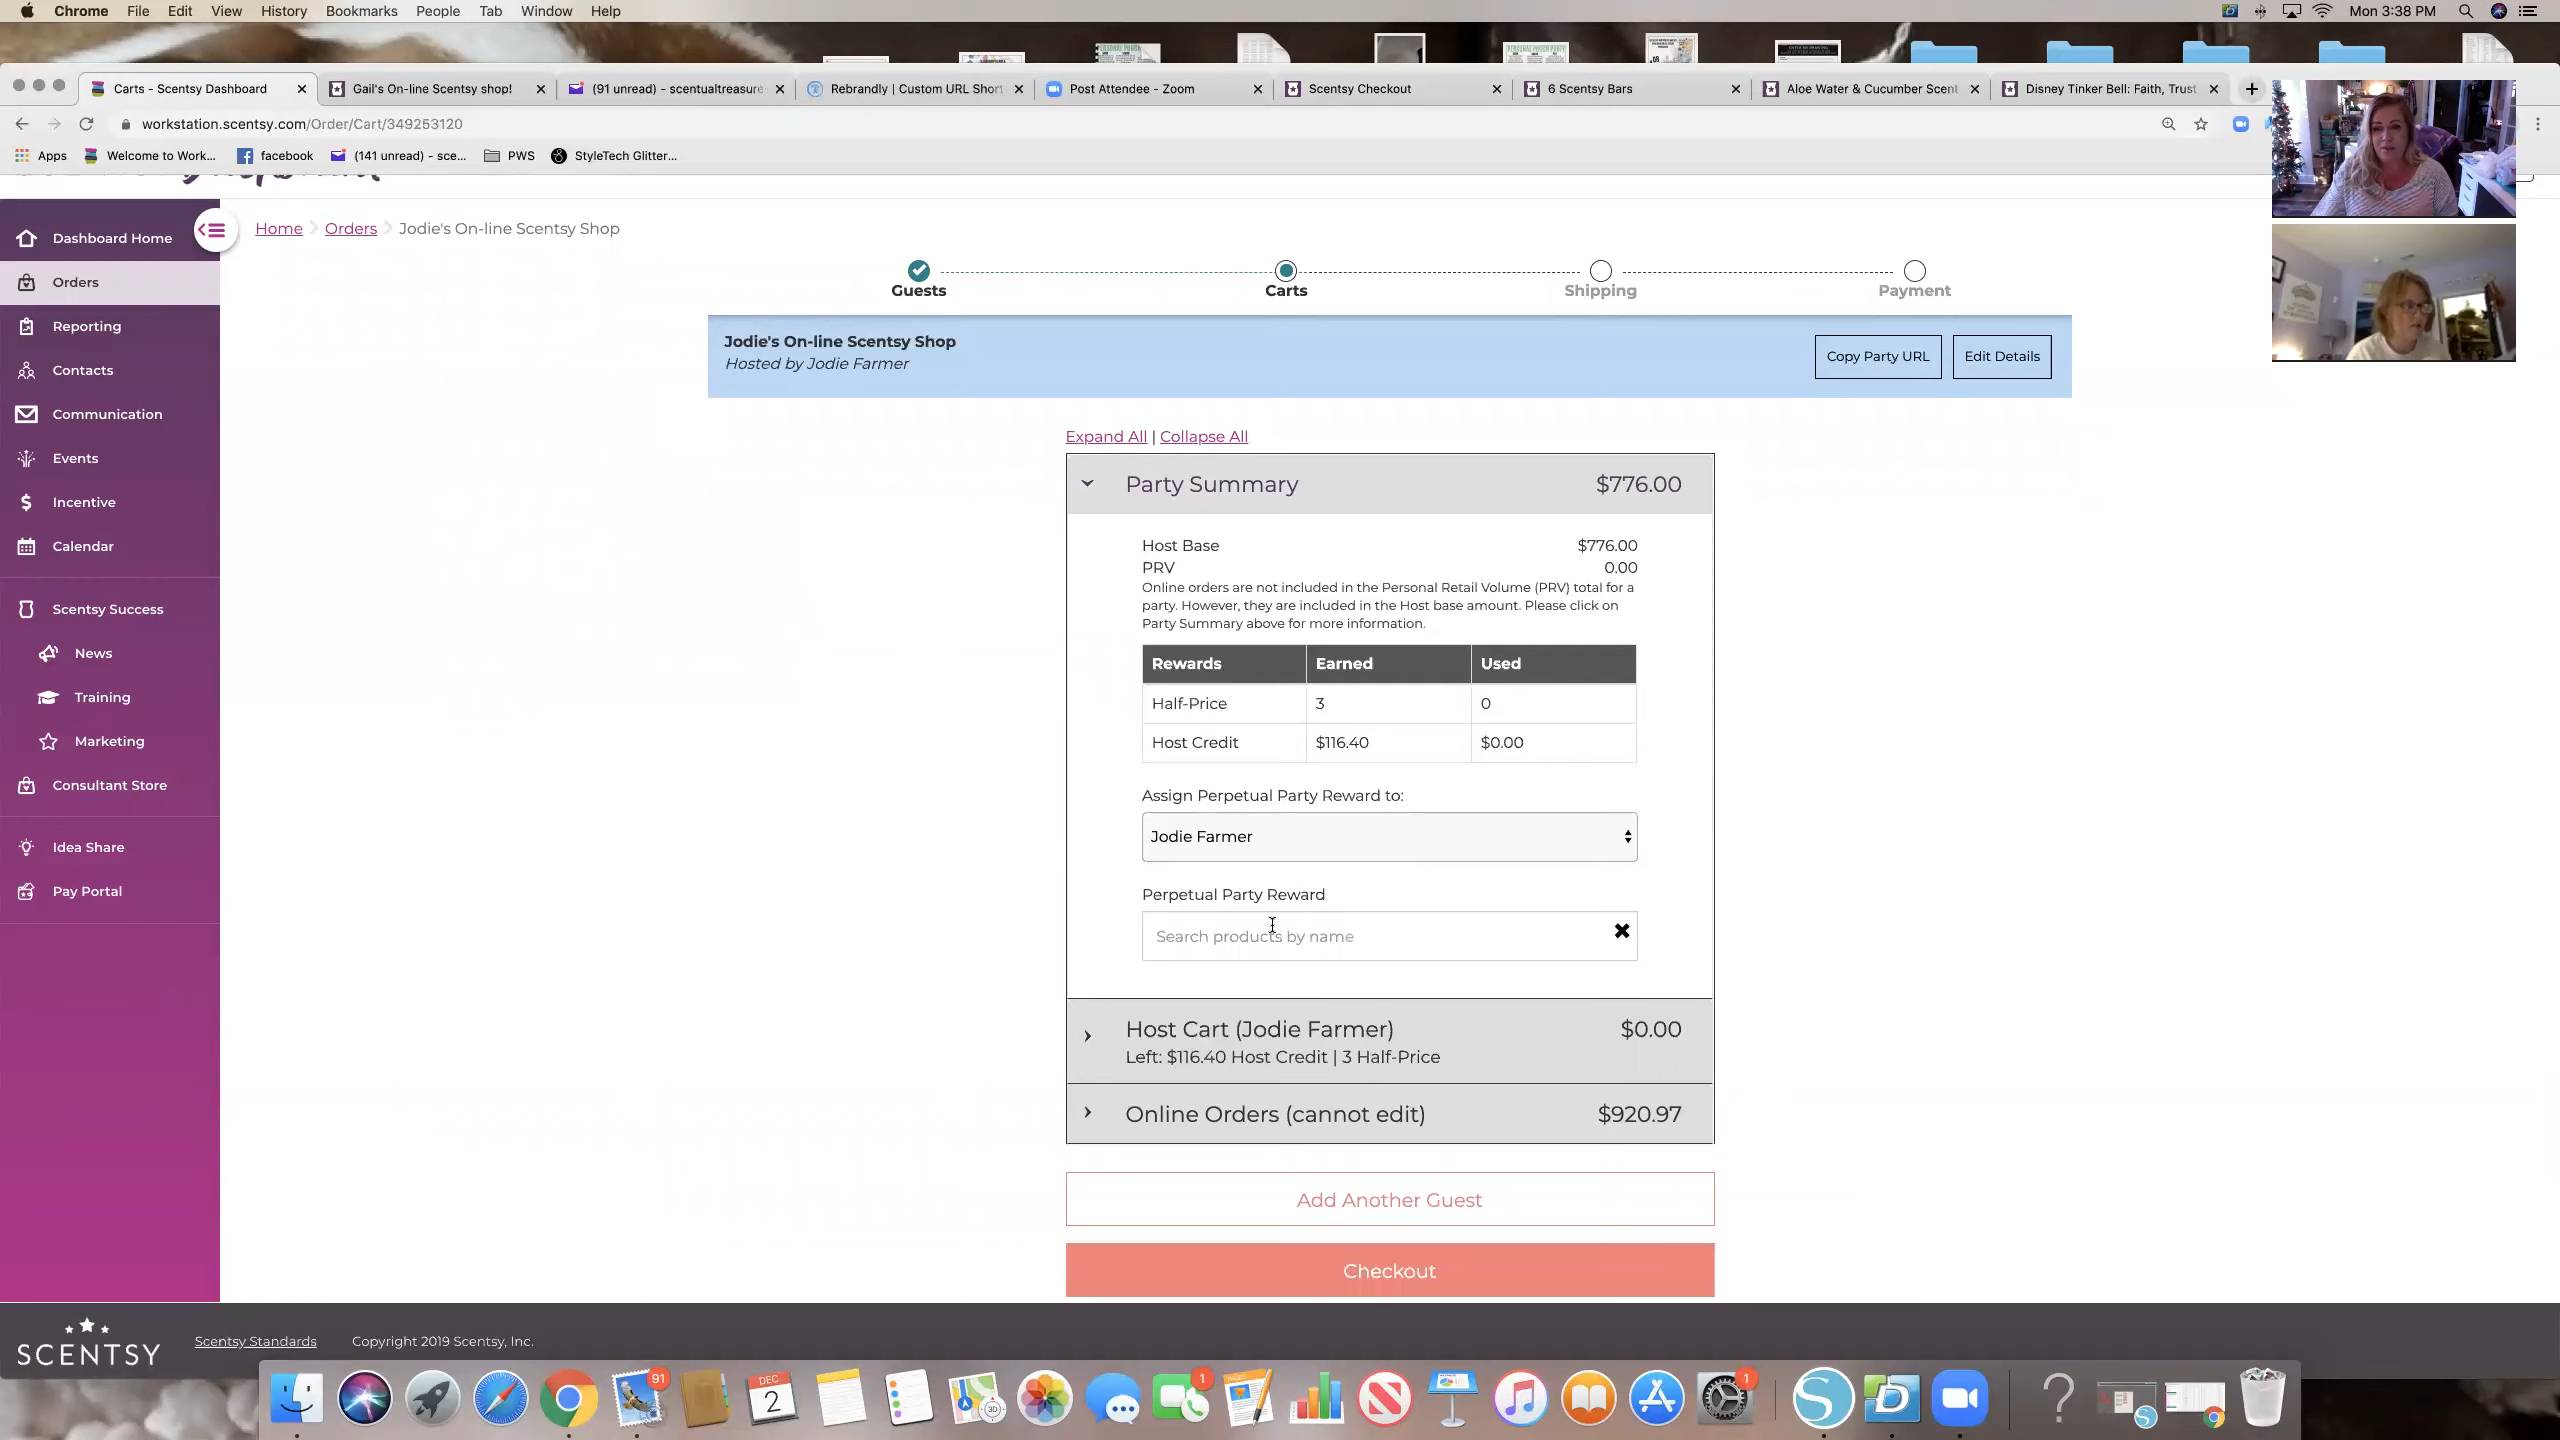 Chrome File Edit View History Bookmarks People Tab Window Help
Mon 3:38 PM
Carts - Scentsy Dashboard
Gail's On-line Scentsy shop!
(91 unread) - scentualtreasure
Rebrandly | Custom URL Short
Post Attendee - Zoom
Scentsy Checkout
6 Scentsy Bars
Aloe Water & Cucumber Scent
Disney Tinker Bell: Faith, Trust
workstation.scentsy.com/Order/Cart/349253120
Apps
Welcome to Work...
facebook
(141 unread) - sce...
PWS
StyleTech Glitter...
Dashboard Home
Orders
Reporting
Contacts
Communication
Events
Incentive
Calendar
Scentsy Success
News
Training
Marketing
Consultant Store
Idea Share
Pay Portal
Home Orders Jodie's On-line Scentsy Shop
Guests Carts Shipping Payment
Jodie's On-line Scentsy Shop
Hosted by Jodie Farmer
Copy Party URL
Edit Details
Expand All | Collapse All
Party Summary $776.00
Host Base $776.00
PRV 0.00
Online orders are not included in the Personal Retail Volume (PRV) total for a
party. However, they are included in the Host base amount. Please click on
Party Summary above for more information.
Rewards Earned Used
Half-Price 3 0
Host Credit $116.40 $0.00
Assign Perpetual Party Reward to:
Jodie Farmer
Perpetual Party Reward
Search products by name
Host Cart (Jodie Farmer) $0.00
Left: $116.40 Host Credit | 3 Half-Price
Online Orders (cannot edit) $920.97
Add Another Guest
Checkout
SCENTSY
Scentsy Standards
Copyright 2019 Scentsy, Inc.
91
DEC
2
3D
1
PAGES
1